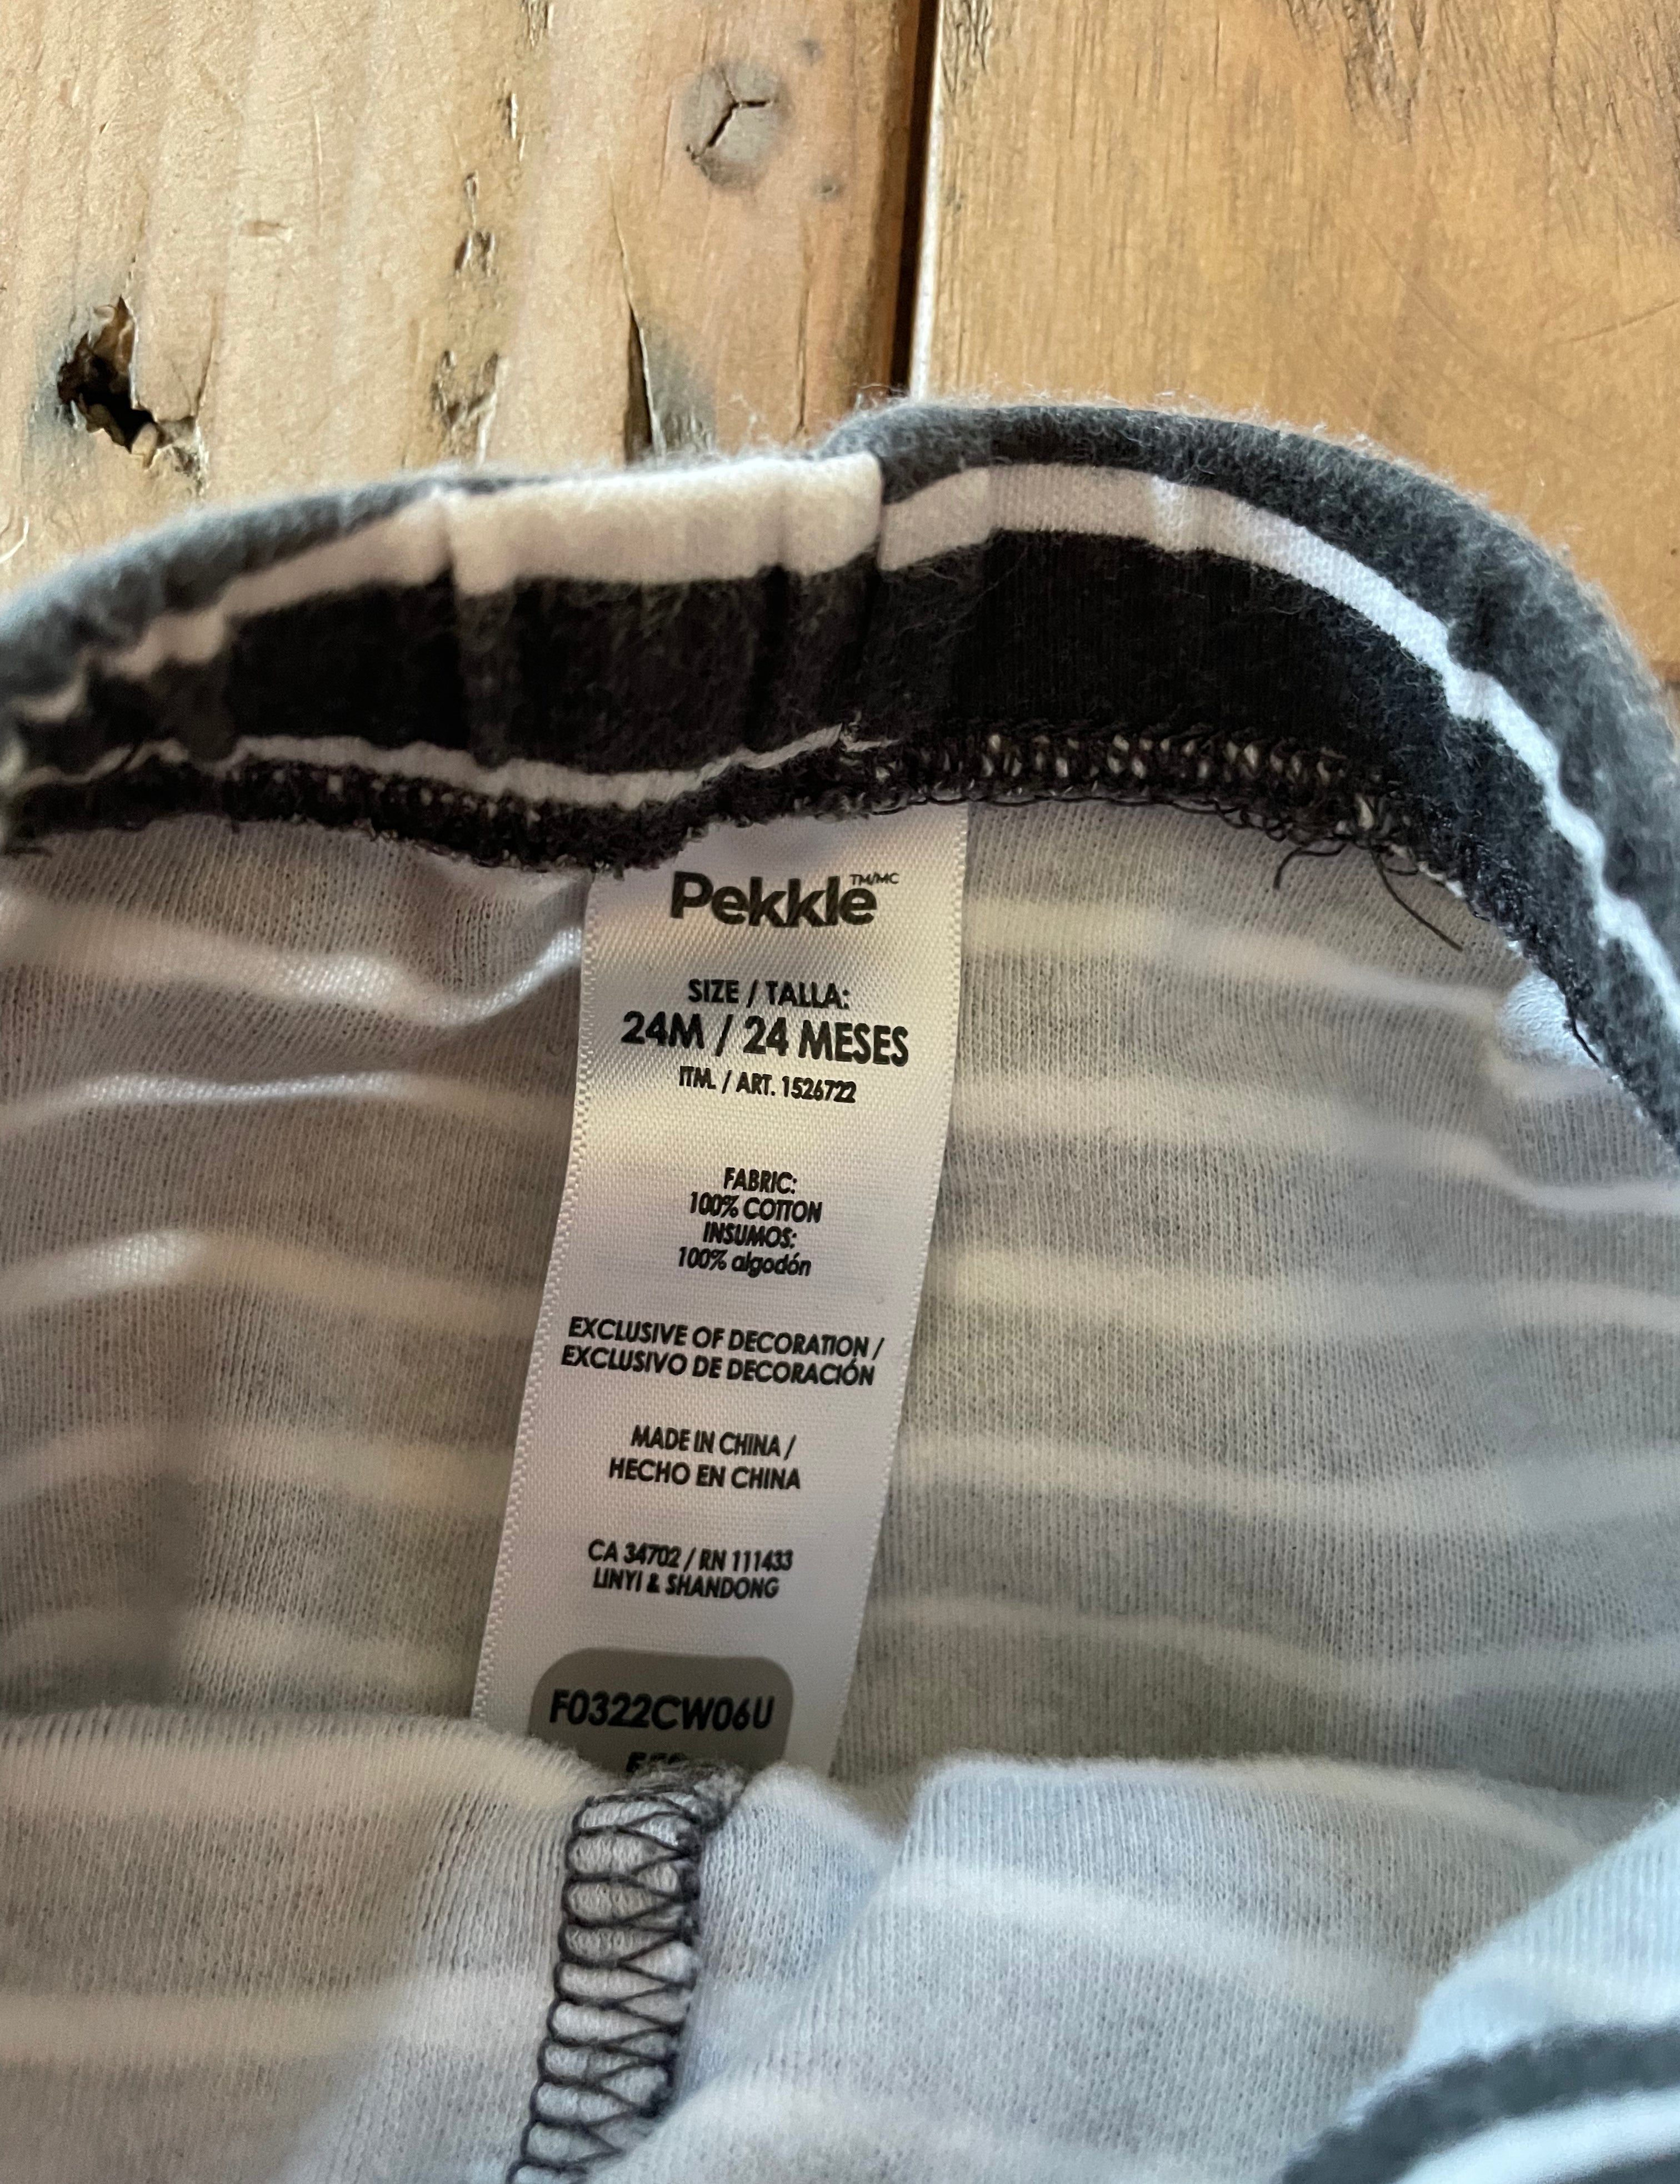 Pekkle TM/MC
SIZE / TALLA:
24M / 24 MESES
ITM. / ART. 1526722
FABRIC:
100% COTTON
INSUMOS:
100% algodón
EXCLUSIVE OF DECORATION /
EXCLUSIVO DE DECORACIÓN
MADE IN CHINA /
HECHO EN CHINA
CA 34702 / RN 111433
LINYI & SHANDONG
F0322CW06U